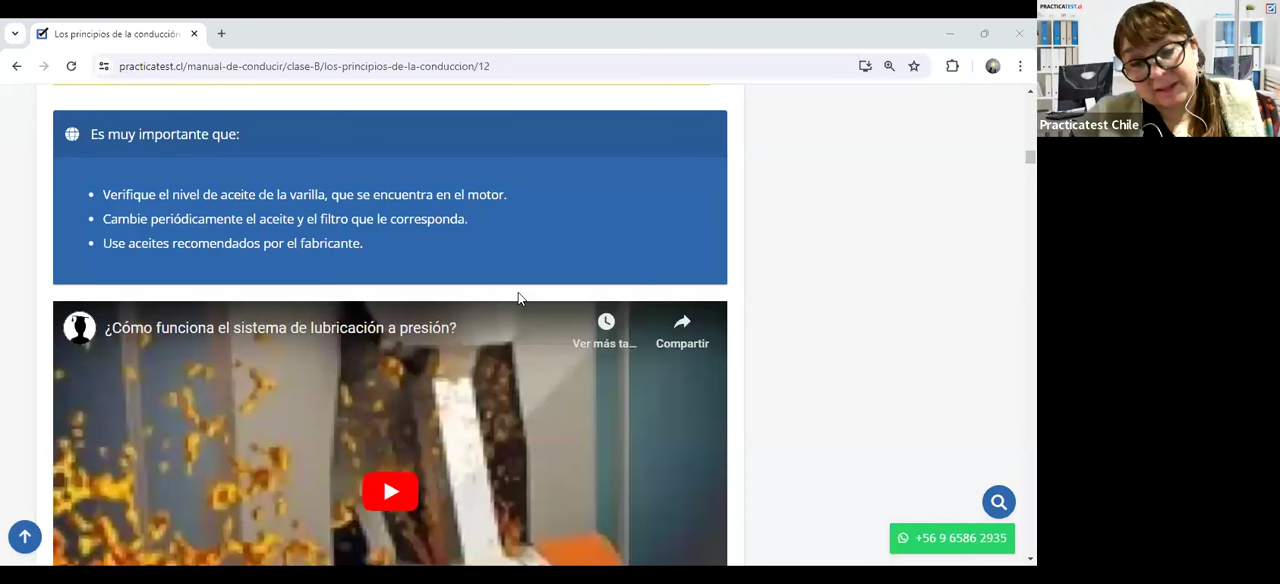 Los principios de la conducción
practicatest.cl/manual-de-conducir/clase-B/los-principios-de-la-conduccion/12
PRACTICATEST.cl
Practicatest Chile
Es muy importante que:
Verifique el nivel de aceite de la varilla, que se encuentra en el motor.
Cambie periódicamente el aceite y el filtro que le corresponda.
Use aceites recomendados por el fabricante.
¿Cómo funciona el sistema de lubricación a presión?
Ver más ta...
Compartir
+56 9 6586 2935